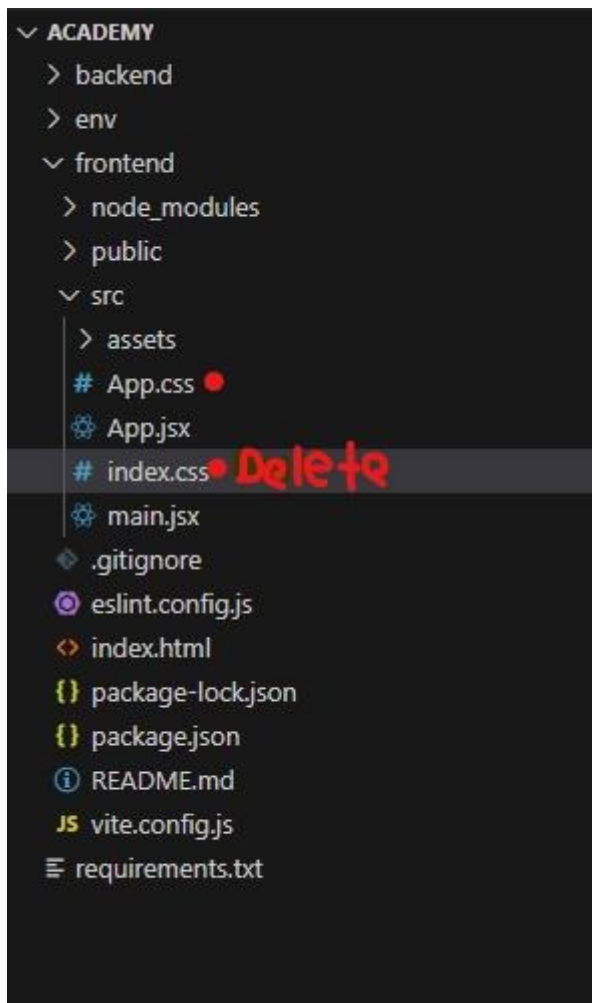 ACADEMY
backend
env
frontend
node_modules
public
src
assets
# App.css
App.jsx
# index.css Delete
main.jsx
.gitignore
eslint.config.js
<> index.html
{} package-lock.json
{} package.json
README.md
JS vite.config.js
requirements.txt